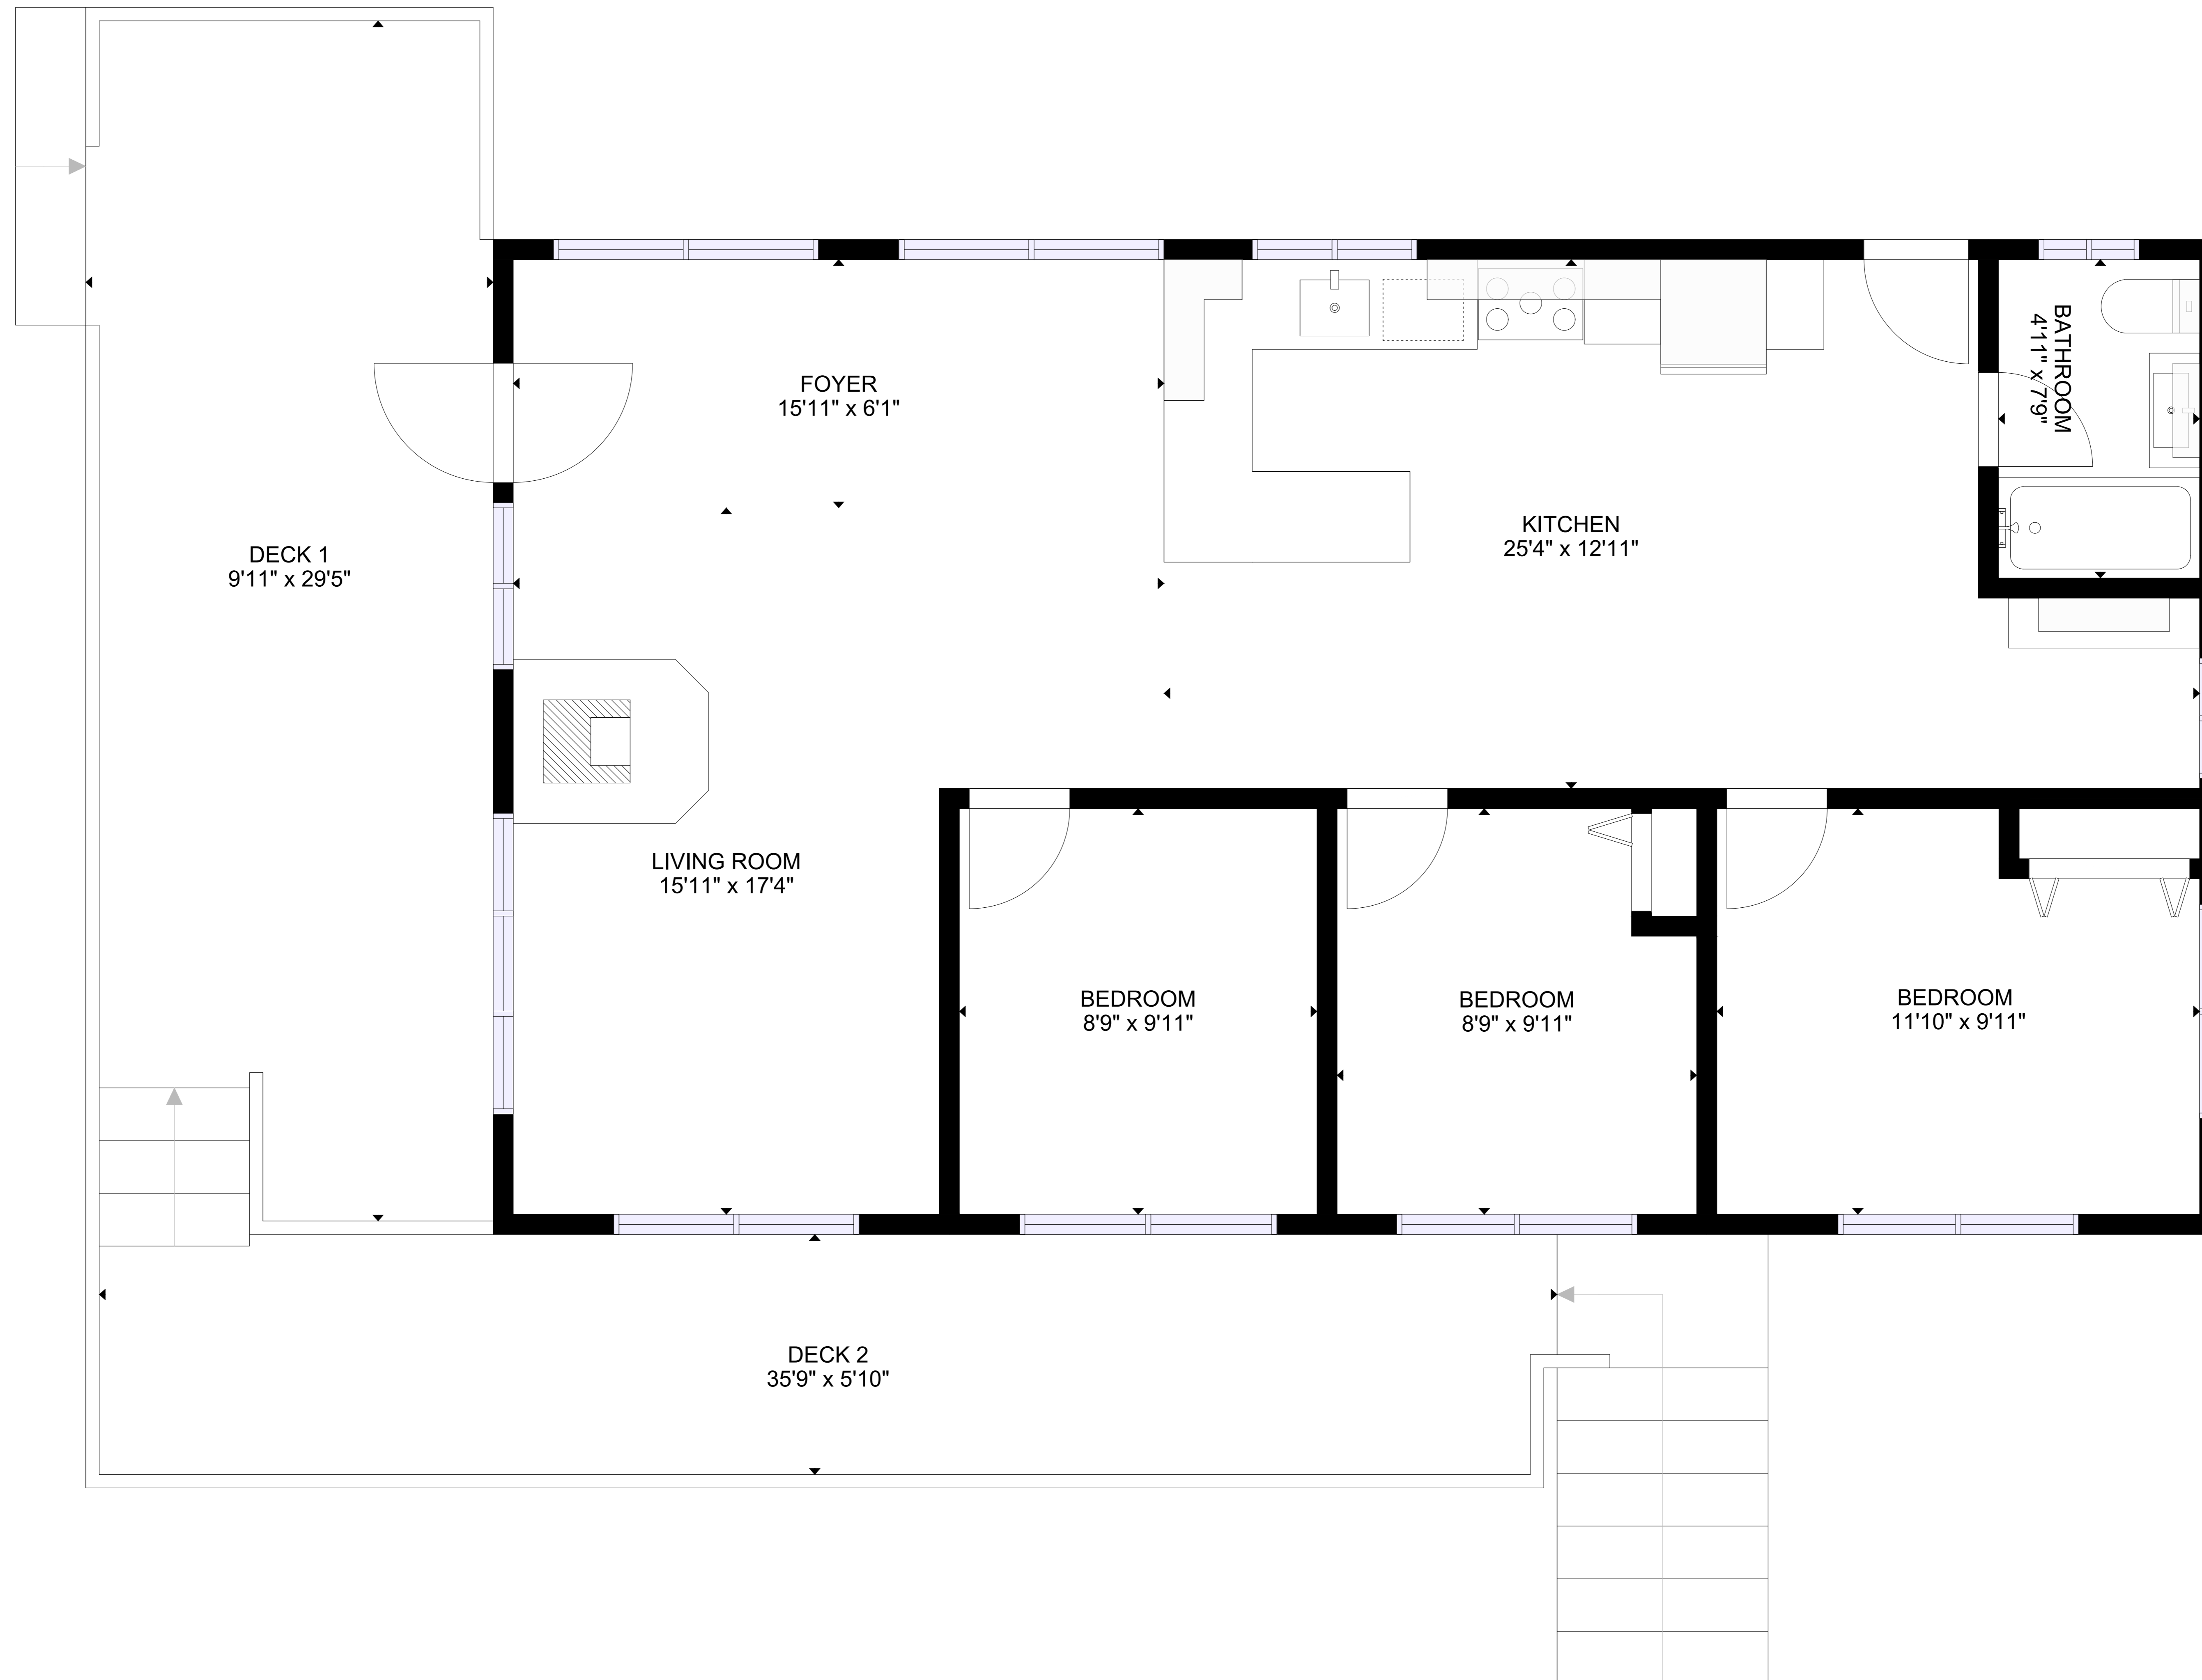 FOYER
15'11" x 6'1"
BATHROOM
4'11" x 7'9"
KITCHEN
25'4" x 12'11"
DECK 1
9'11" x 29'5"
LIVING ROOM
15'11" x 17'4"
BEDROOM
8'9" x 9'11"
BEDROOM
8'9" x 9'11"
BEDROOM
11'10" x 9'11"
DECK 2
35'9" x 5'10"